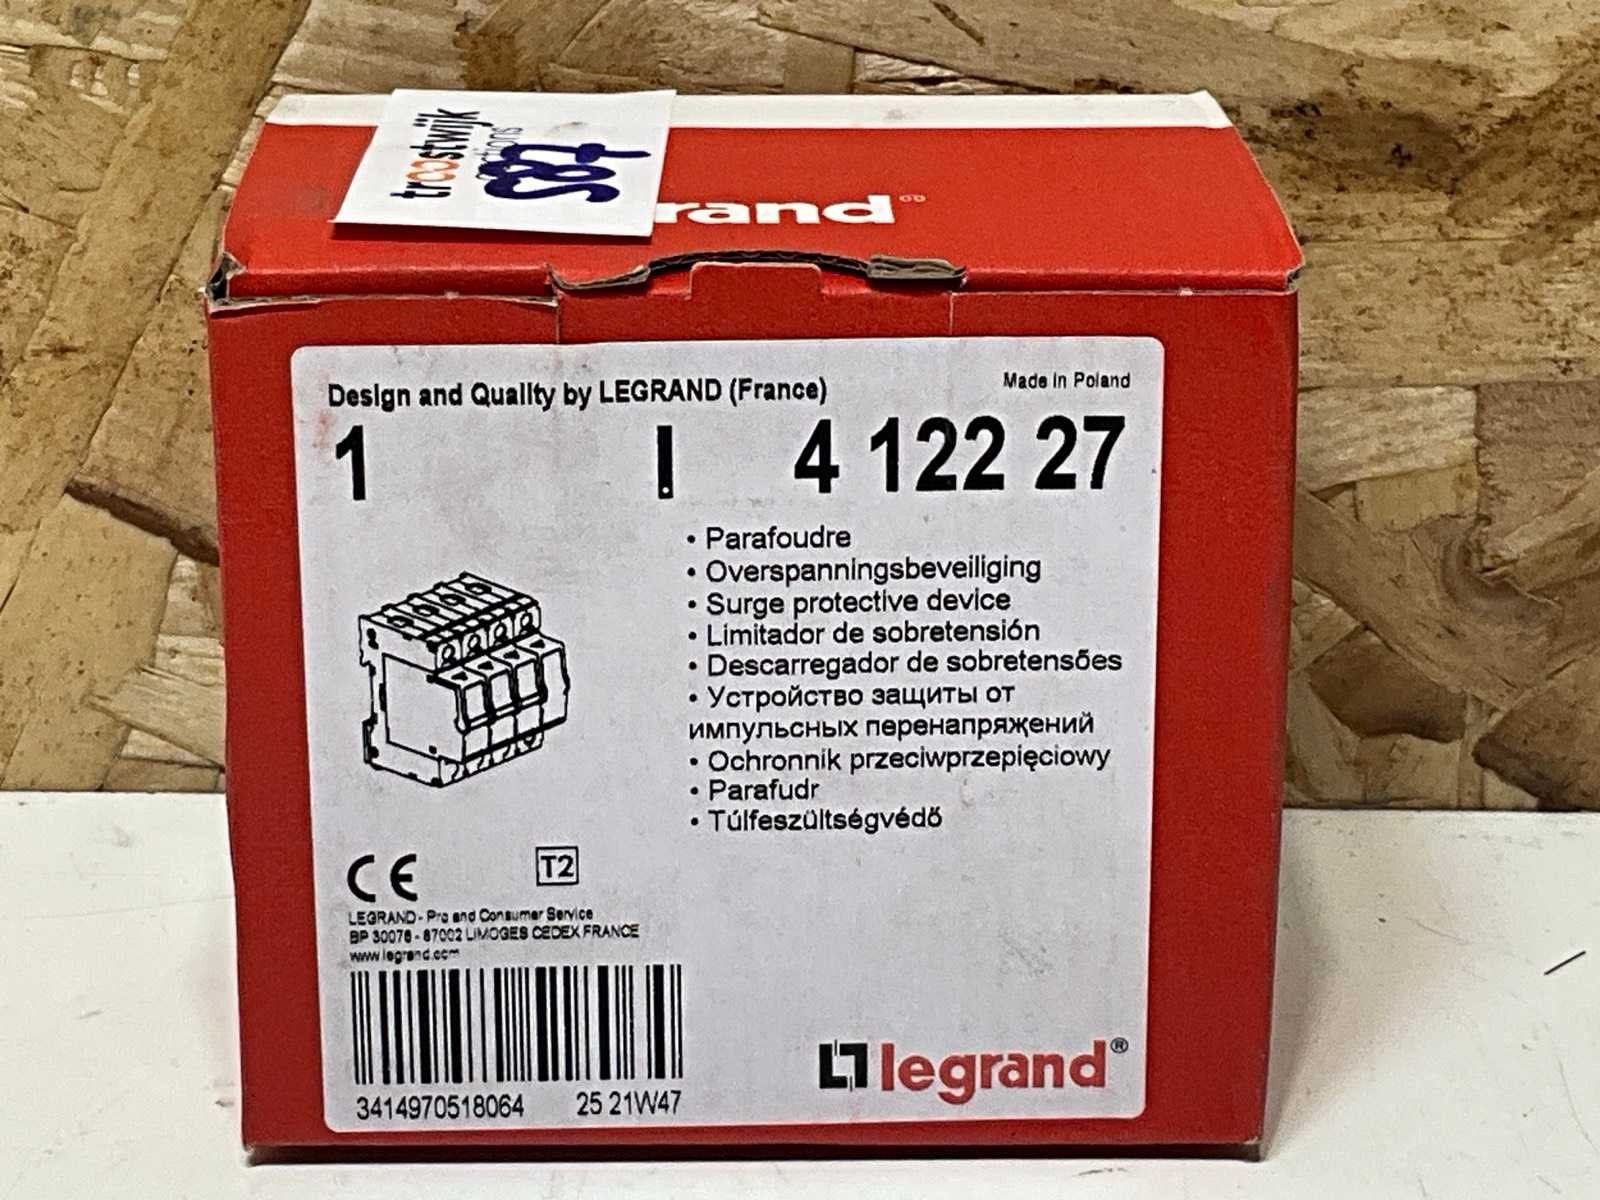 troostwijk
S82
rand®
Design and Quality by LEGRAND (France)
Made in Poland
1 4 122 27
• Parafoudre
• Overspanningsbeveiliging
• Surge protective device
• Limitador de sobretensión
• Descarregador de sobretensões
• Устройство защиты от
импульсных перенапряжений
• Ochronnik przeciwprzepięciowy
• Parafudr
• Túlfeszültségvédő
CE T2
LEGRAND - Pro and Consumer Service
BP 30076 - 87002 LIMOGES CEDEX FRANCE
www.legrand.com
3414970518064 25 21W47
legrand®